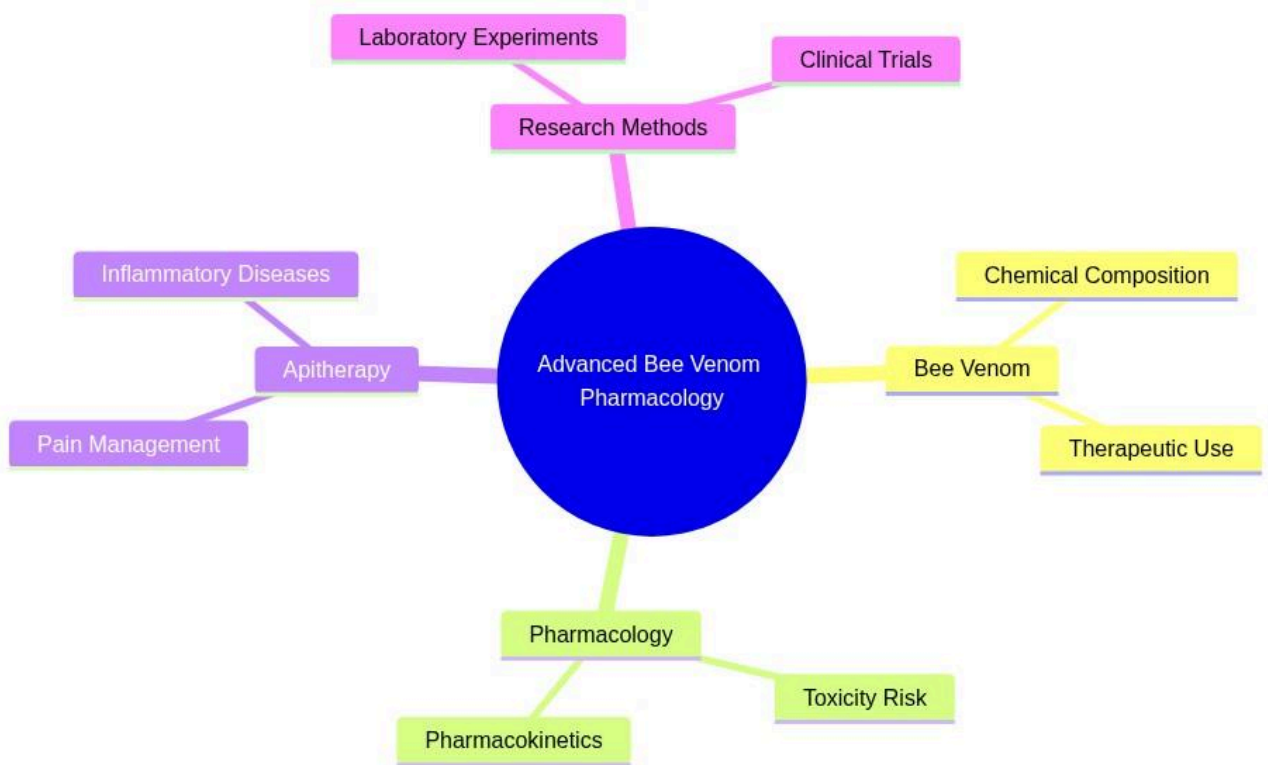 Laboratory Experiments
Clinical Trials
Research Methods
Inflammatory Diseases
Chemical Composition
Apitherapy
Advanced Bee Venom
Pharmacology
Bee Venom
Pain Management
Therapeutic Use
Pharmacology
Toxicity Risk
Pharmacokinetics